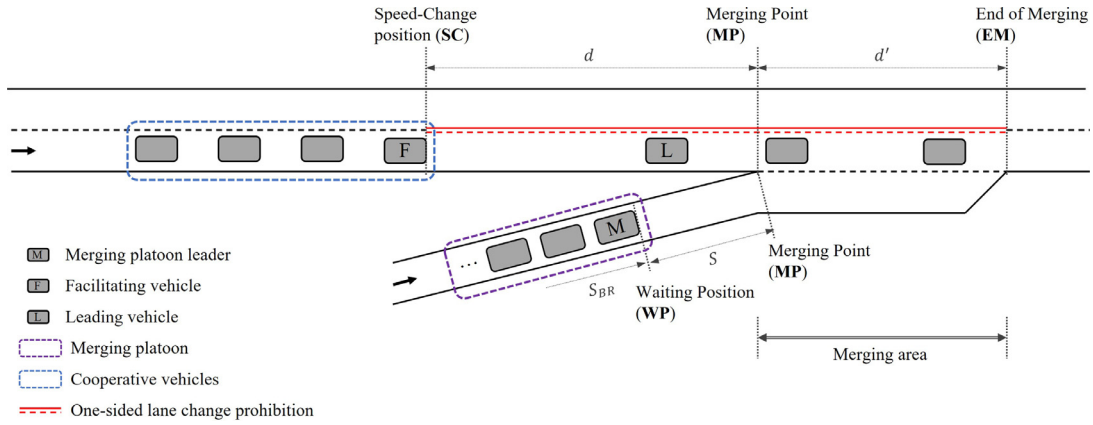 Speed-Change
position (SC)
Merging Point
(MP)
End of Merging
(EM)
d
d′
F
L
M
...
S
S_BR
Merging Point
(MP)
Waiting Position
(WP)
Merging area
M Merging platoon leader
F Facilitating vehicle
L Leading vehicle
Merging platoon
Cooperative vehicles
One-sided lane change prohibition